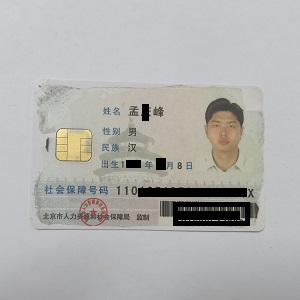 姓名 孟 峰
性别 男
民族 汉
出生 1 年 月8日
社会保障号码 110 X
北京市人力资源和社会保障局 监制